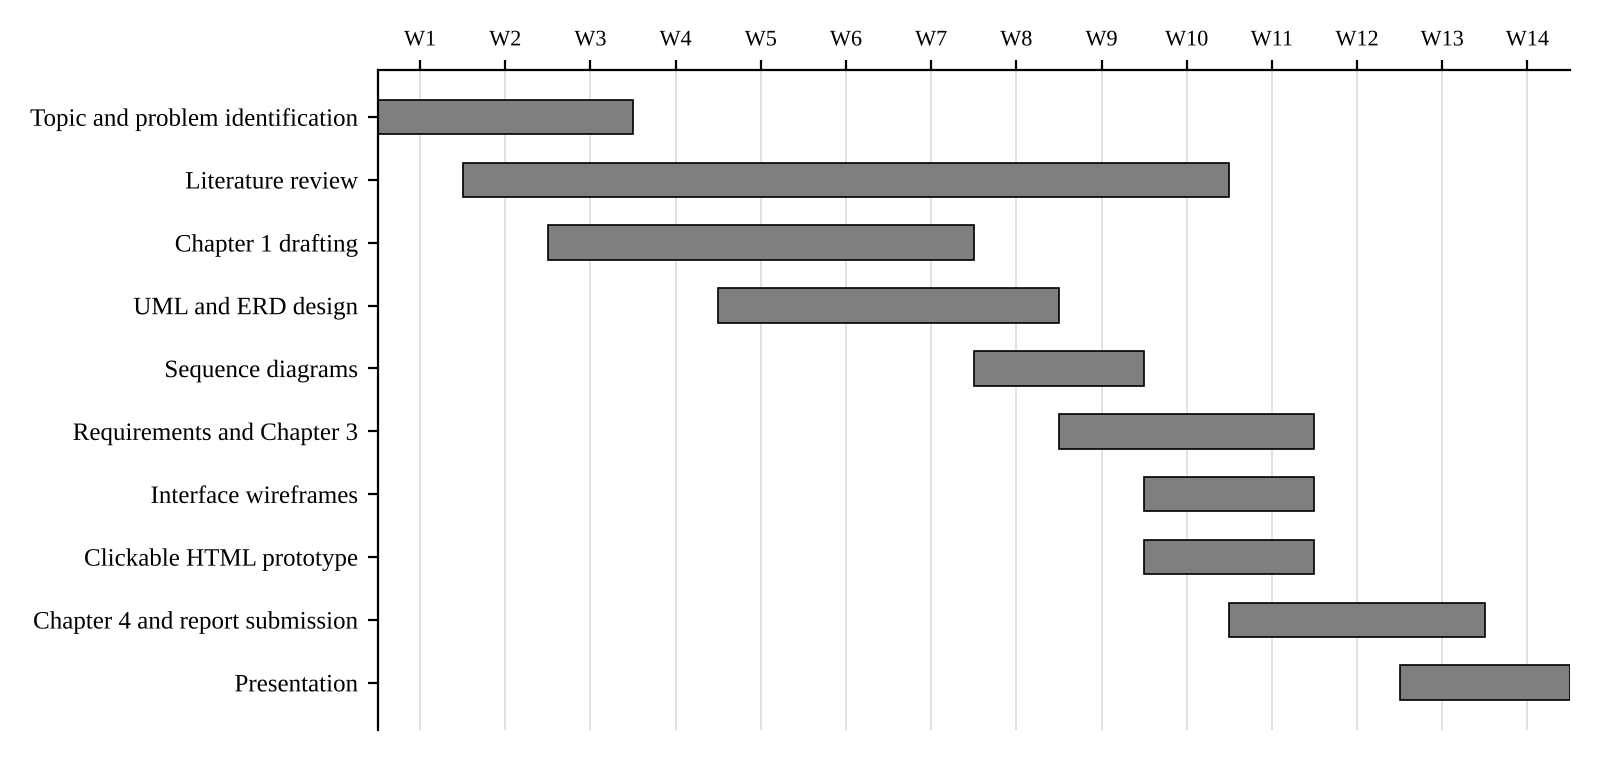 W1 W2 W3 W4 W5 W6 W7 W8 W9 W10 W11 W12 W13 W14
Topic and problem identification
Literature review
Chapter 1 drafting
UML and ERD design
Sequence diagrams
Requirements and Chapter 3
Interface wireframes
Clickable HTML prototype
Chapter 4 and report submission
Presentation